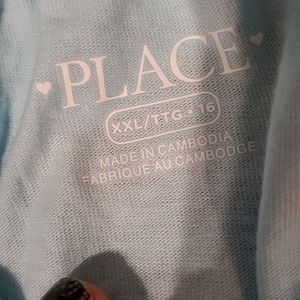 PLACE
XXL/TTG • 16
MADE IN CAMBODIA
FABRIQUÉ AU CAMBODGE